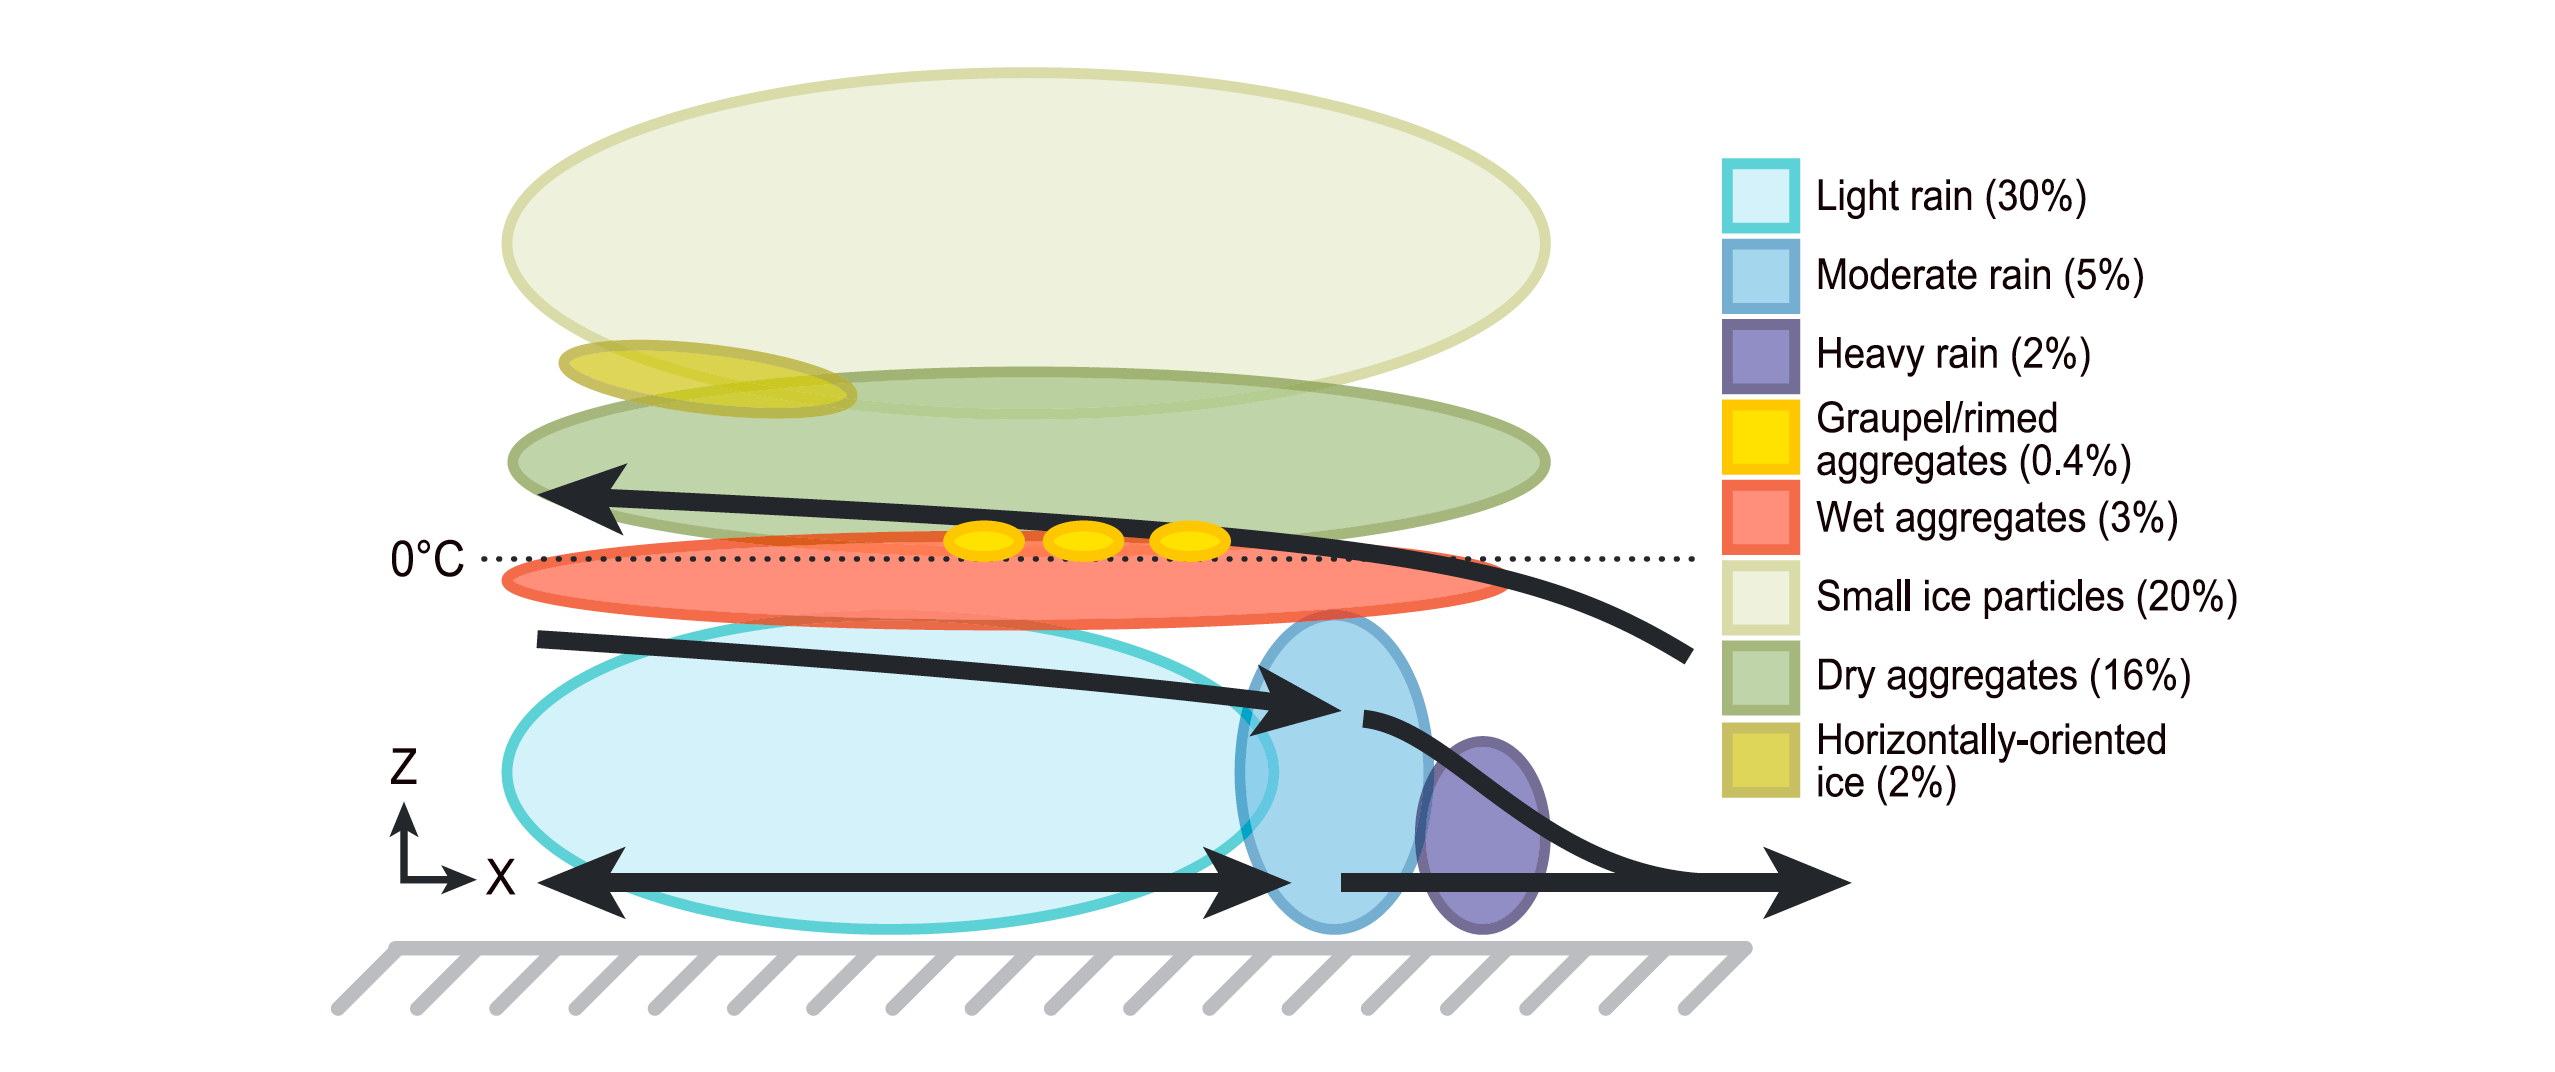 0°C
Z
X
Light rain (30%)
Moderate rain (5%)
Heavy rain (2%)
Graupel/rimed
aggregates (0.4%)
Wet aggregates (3%)
Small ice particles (20%)
Dry aggregates (16%)
Horizontally-oriented
ice (2%)